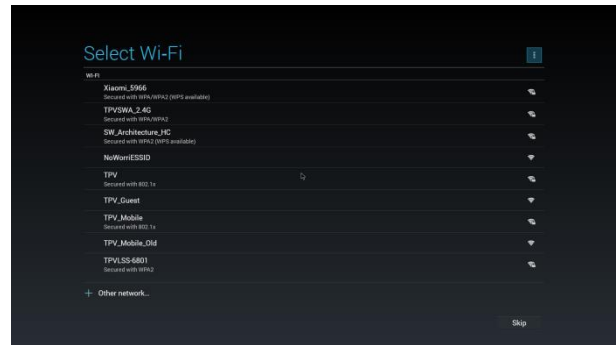 Select Wi-Fi
Wi-Fi
Xiaomi_5966
Secured with WPA/WPA2 (WPS available)
TPVSWA_2.4G
Secured with WPA/WPA2
SW_Architecture_HC
Secured with WPA2 (WPS available)
NoWorriESSID
TPV
Secured with 802.1x
TPV_Guest
TPV_Mobile
Secured with 802.1x
TPV_Mobile_Old
TPVLSS-6801
Secured with WPA2
+ Other network...
Skip